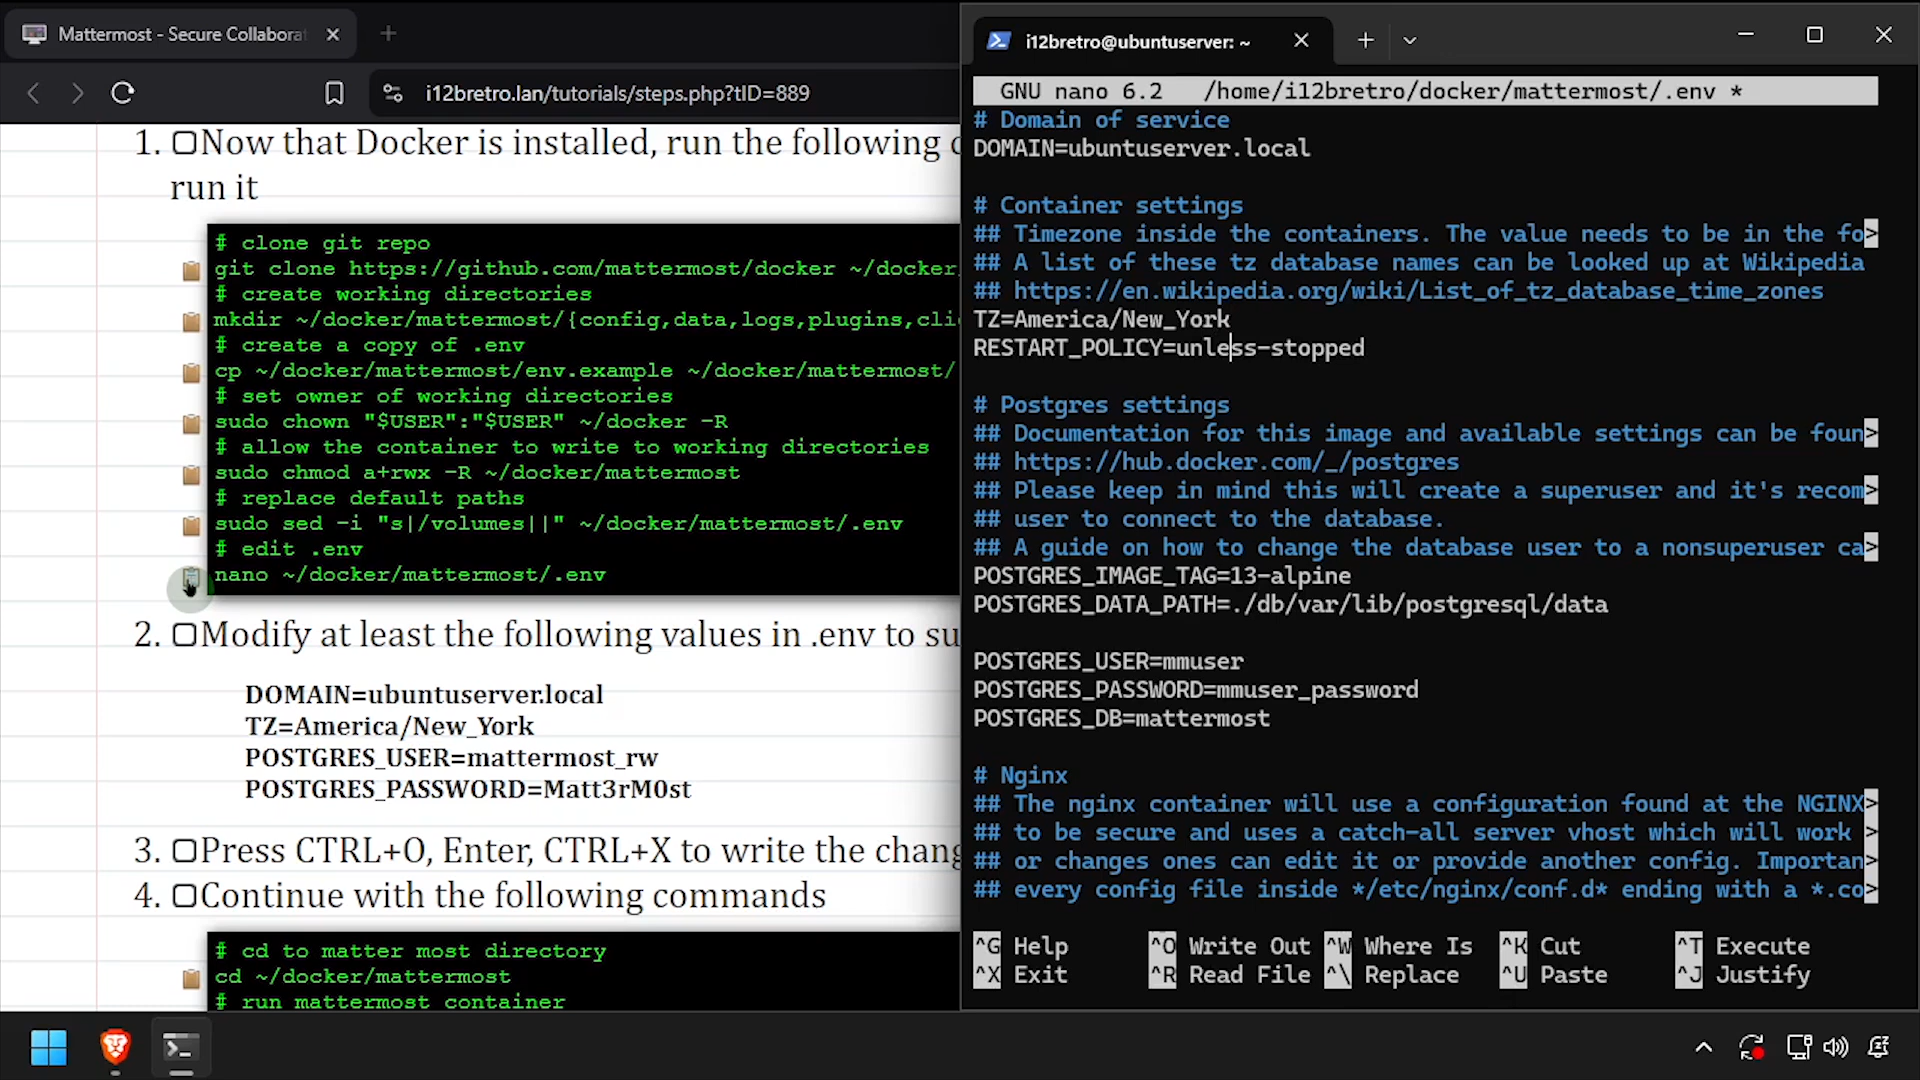 Mattermost - Secure Collabora
i12bretro.lan/tutorials/steps.php?tID=889
1. Now that Docker is installed, run the following
run it
# clone git repo
git clone https://github.com/mattermost/docker ~/docker
# create working directories
mkdir ~/docker/mattermost/{config,data,logs,plugins,cli
# create a copy of .env
cp ~/docker/mattermost/env.example ~/docker/mattermost/
# set owner of working directories
sudo chown "$USER":"$USER" ~/docker -R
# allow the container to write to working directories
sudo chmod a+rwx -R ~/docker/mattermost
# replace default paths
sudo sed -i "s|/volumes||" ~/docker/mattermost/.env
# edit .env
nano ~/docker/mattermost/.env
2. Modify at least the following values in .env to su
DOMAIN=ubuntuserver.local
TZ=America/New_York
POSTGRES_USER=mattermost_rw
POSTGRES_PASSWORD=Matt3rM0st
3. Press CTRL+O, Enter, CTRL+X to write the chang
4. Continue with the following commands
# cd to matter most directory
cd ~/docker/mattermost
# run mattermost container
i12bretro@ubuntuserver: ~
GNU nano 6.2 /home/i12bretro/docker/mattermost/.env *
# Domain of service
DOMAIN=ubuntuserver.local
# Container settings
## Timezone inside the containers. The value needs to be in the fo>
## A list of these tz database names can be looked up at Wikipedia
## https://en.wikipedia.org/wiki/List_of_tz_database_time_zones
TZ=America/New_York
RESTART_POLICY=unless-stopped
# Postgres settings
## Documentation for this image and available settings can be foun>
## https://hub.docker.com/_/postgres
## Please keep in mind this will create a superuser and it's recom>
## user to connect to the database.
## A guide on how to change the database user to a nonsuperuser ca>
POSTGRES_IMAGE_TAG=13-alpine
POSTGRES_DATA_PATH=./db/var/lib/postgresql/data
POSTGRES_USER=mmuser
POSTGRES_PASSWORD=mmuser_password
POSTGRES_DB=mattermost
# Nginx
## The nginx container will use a configuration found at the NGINX>
## to be secure and uses a catch-all server vhost which will work >
## or changes ones can edit it or provide another config. Importan>
## every config file inside */etc/nginx/conf.d* ending with a *.co>
^G Help ^O Write Out ^W Where Is ^K Cut ^T Execute
^X Exit ^R Read File ^\ Replace ^U Paste ^J Justify